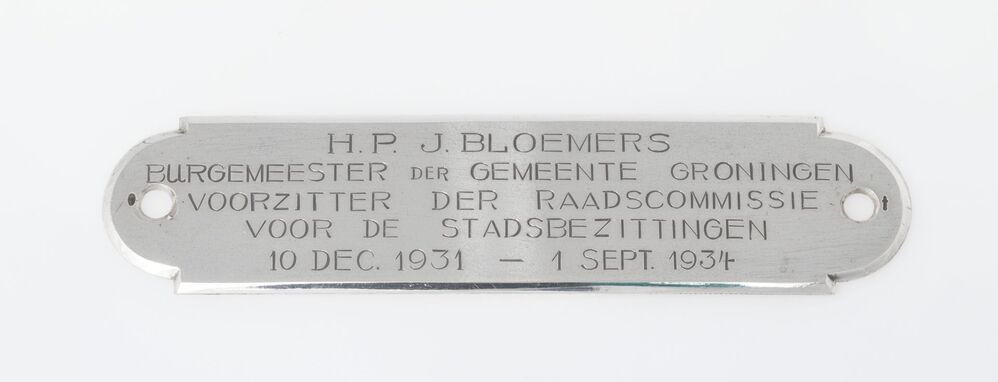 H. P. J. BLOEMERS
BURGEMEESTER DER GEMEENTE GRONINGEN
VOORZITTER DER RAADSCOMMISSIE
VOOR DE STADSBEZITTINGEN
10 DEC. 1931 — 1 SEPT. 1934